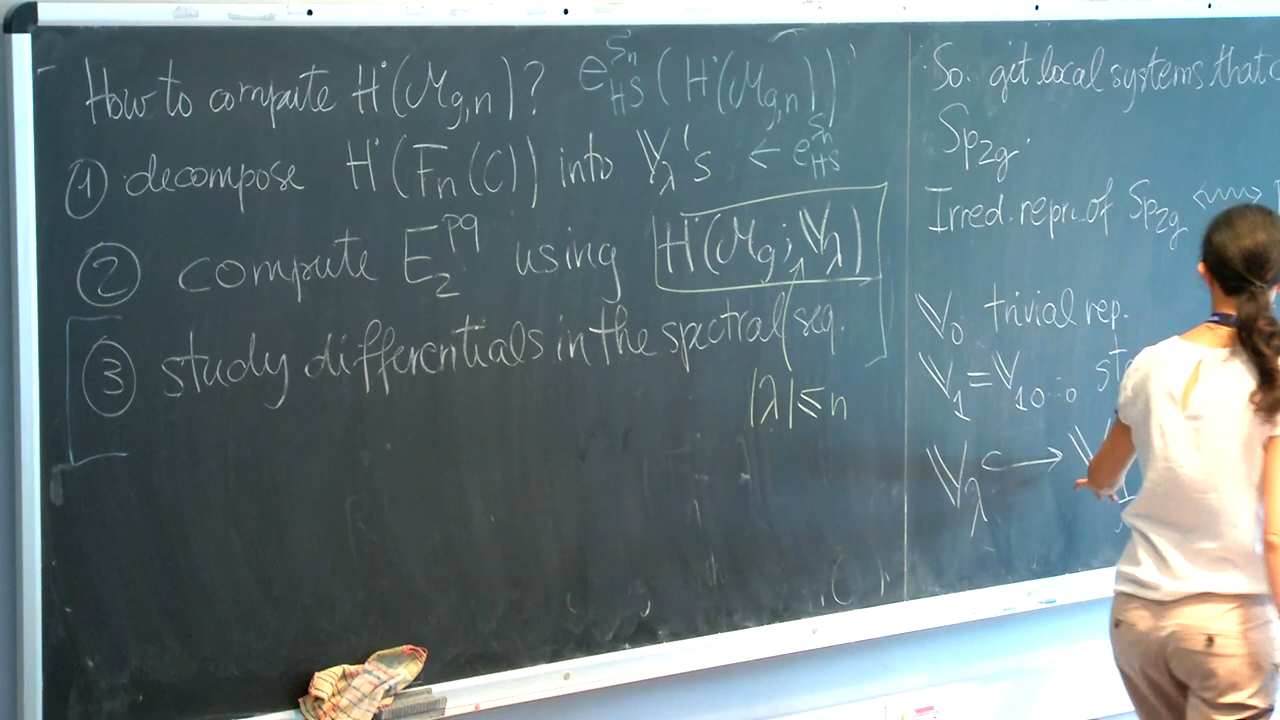 How to compute H˙(M_{g,n})? e_{HS}^{S_n}(H˙(M_{g,n}))
① decompose H˙(F_n(C)) into 𝕍_λ's ← e_{HS}^{S_n}
② compute E_2^{pq} using H˙(M_g; 𝕍_λ)
③ study differentials in the spectral seq.
|λ| ≤ n
So: get local systems that
Sp_{2g}.
Irred. repr. of Sp_{2g} ↭
𝕍_0 trivial rep.
𝕍_1 = 𝕍_{10...0}
𝕍_λ ↪